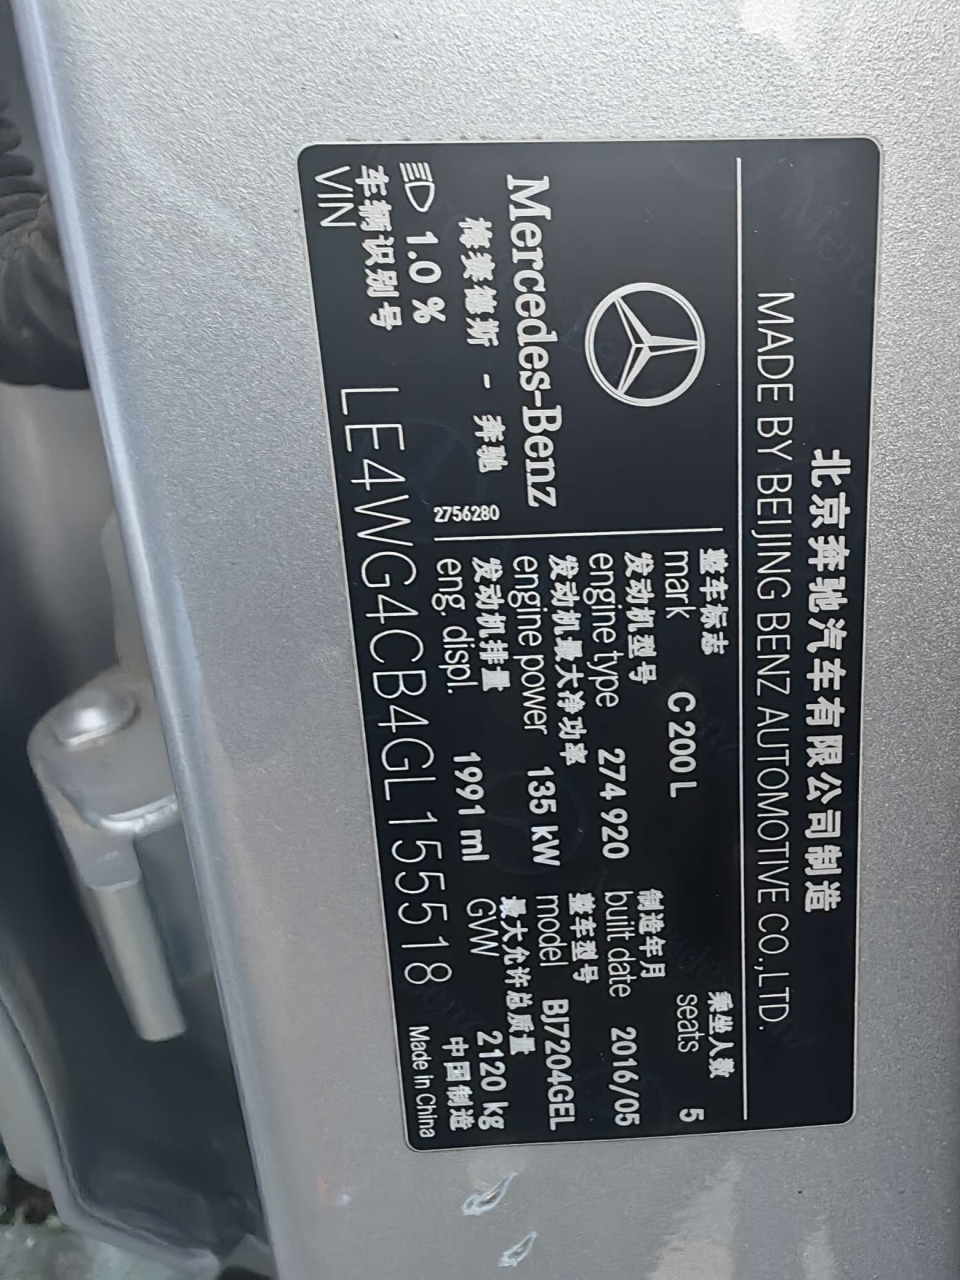 北京奔驰汽车有限公司制造
MADE BY BEIJING BENZ AUTOMOTIVE CO.,LTD.
Mercedes-Benz
梅赛德斯 - 奔驰
1.0 %
2756280
整车标志
mark C 200 L
乘坐人数
seats 5
发动机型号
engine type 274 920
制造年月
built date 2016/05
发动机最大净功率
engine power 135 kW
整车型号
model BJ7204GEL
发动机排量
eng. displ. 1991 ml
最大允许总质量
GVW 2120 kg
车辆识别号
VIN LE4WG4CB4GL155518
中国制造
Made in China